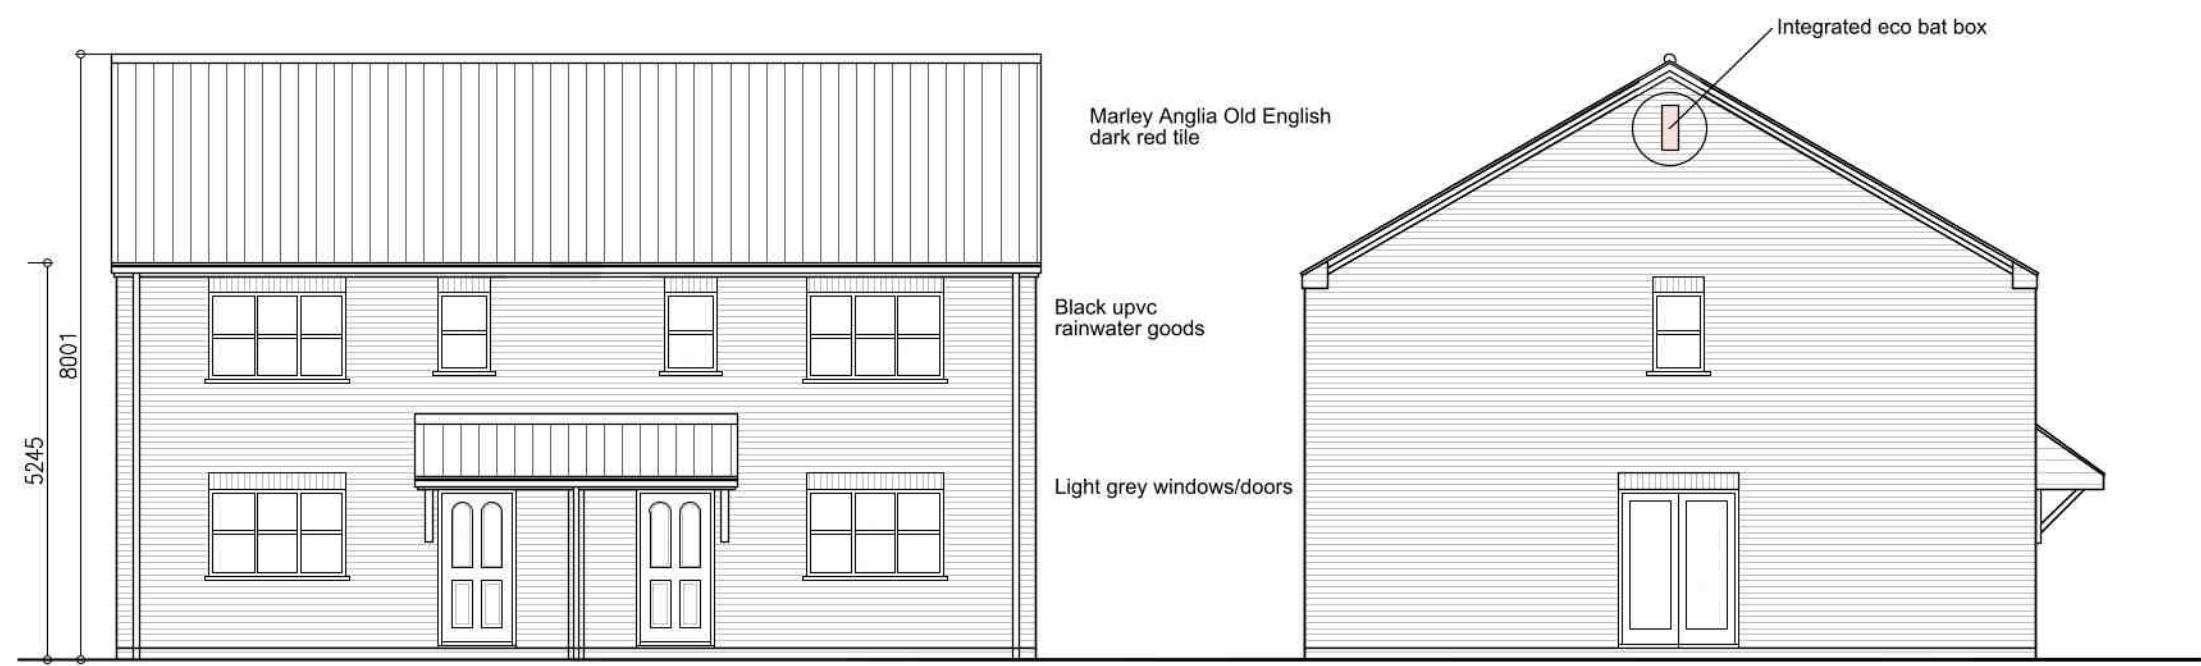 Integrated eco bat box
Marley Anglia Old English
dark red tile
Black upvc
rainwater goods
Light grey windows/doors
8001
5245